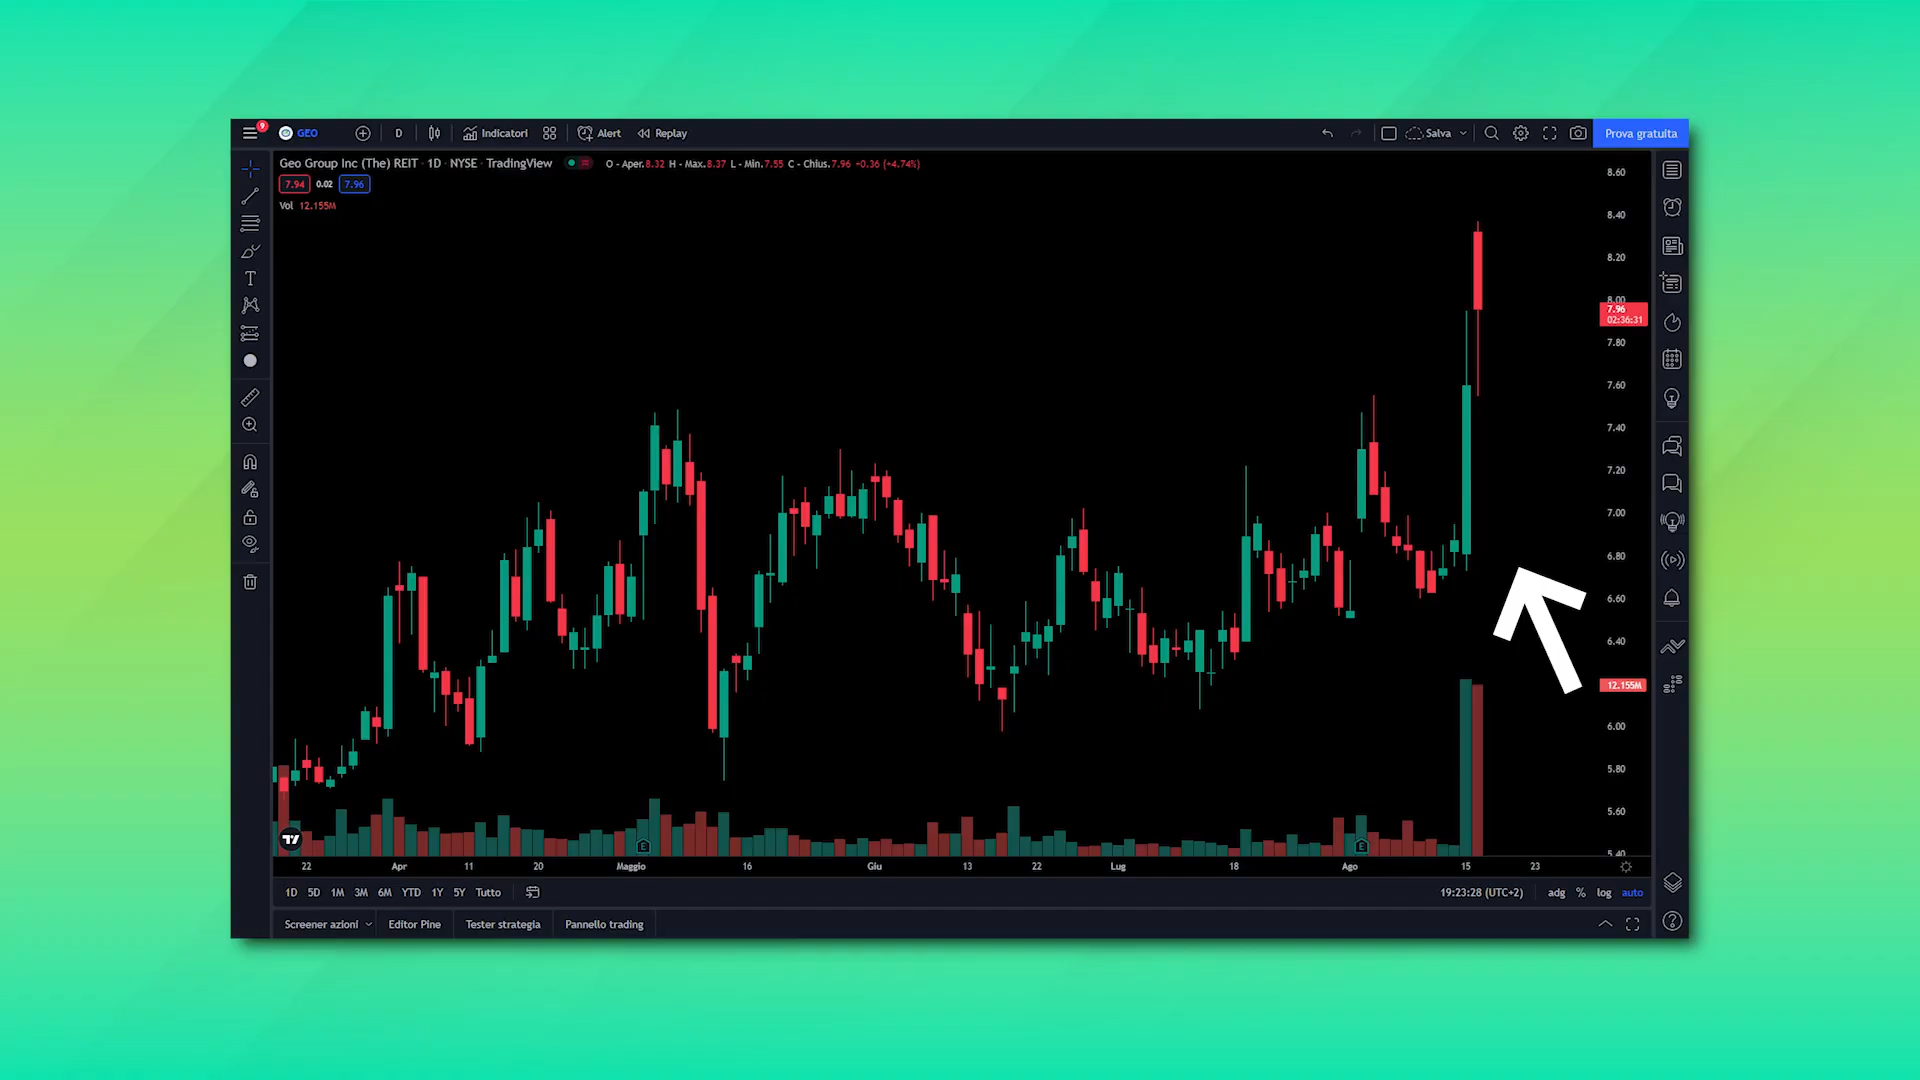 9
GEO
D
Indicatori
Alert
Replay
Salva
Prova gratuita
Geo Group Inc (The) REIT · 1D · NYSE · TradingView
O - Aper.8.32 H - Max.8.37 L - Min.7.55 C - Chius.7.96 -0.36 (-4.74%)
7.94 0.02 7.96
Vol 12.155M
8.60
8.40
8.20
8.00
7.96
02:36:31
7.80
7.60
7.40
7.20
7.00
6.80
6.60
6.40
12.155M
6.00
5.80
5.60
5.40
E
E
22 Apr 11 20 Maggio 16 Giu 13 22 Lug 18 Ago 15 23
1D 5D 1M 3M 6M YTD 1Y 5Y Tutto
19:23:28 (UTC+2) adg % log auto
Screener azioni Editor Pine Tester strategia Pannello trading